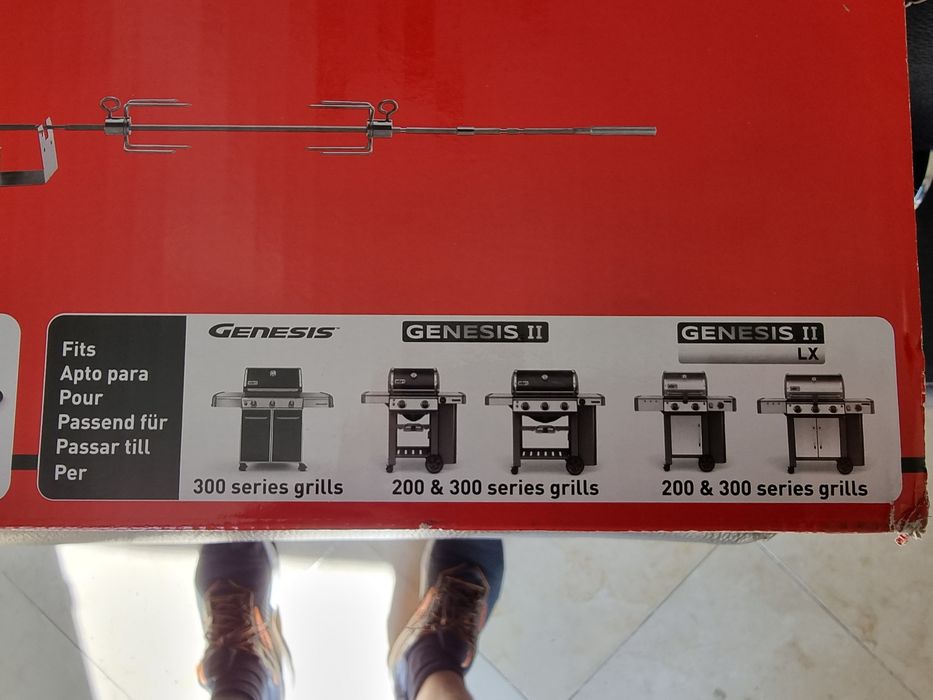 Fits
Apto para
Pour
Passend für
Passar till
Per
GENESIS
300 series grills
GENESIS II
200 & 300 series grills
GENESIS II
LX
200 & 300 series grills